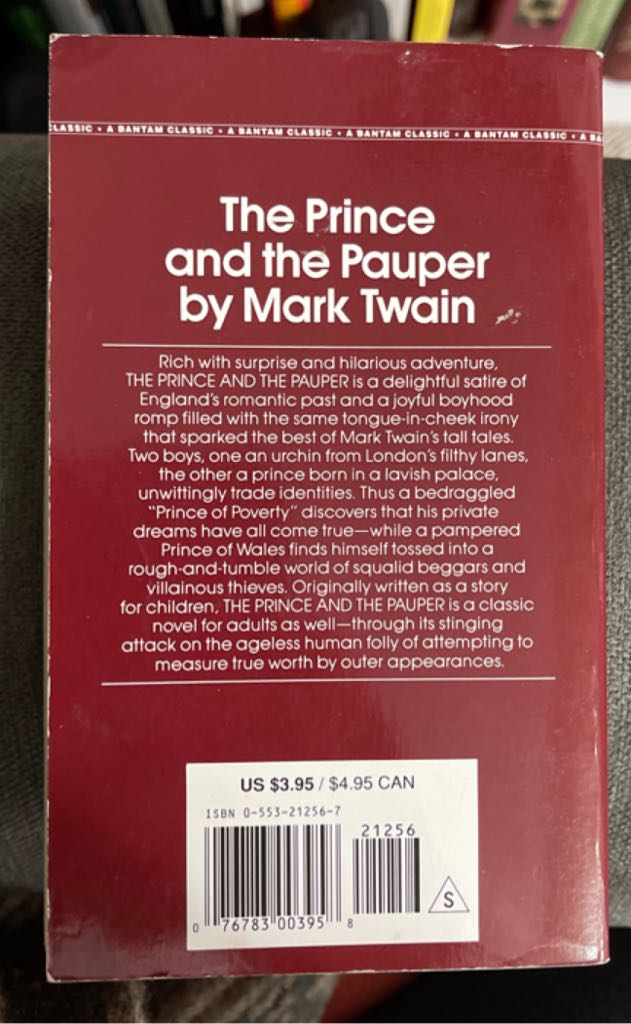 LASSIC • A BANTAM CLASSIC • A BANTAM CLASSIC • A BANTAM CLASSIC • A BANTAM CLASSIC • A BA
The Prince
and the Pauper
by Mark Twain
Rich with surprise and hilarious adventure,
THE PRINCE AND THE PAUPER is a delightful satire of
England's romantic past and a joyful boyhood
romp filled with the same tongue-in-cheek irony
that sparked the best of Mark Twain's tall tales.
Two boys, one an urchin from London's filthy lanes,
the other a prince born in a lavish palace,
unwittingly trade identities. Thus a bedraggled
"Prince of Poverty" discovers that his private
dreams have all come true—while a pampered
Prince of Wales finds himself tossed into a
rough-and-tumble world of squalid beggars and
villainous thieves. Originally written as a story
for children, THE PRINCE AND THE PAUPER is a classic
novel for adults as well—through its stinging
attack on the ageless human folly of attempting to
measure true worth by outer appearances.
US $3.95 / $4.95 CAN
ISBN 0-553-21256-7
21256
S
0 76783 00395 8